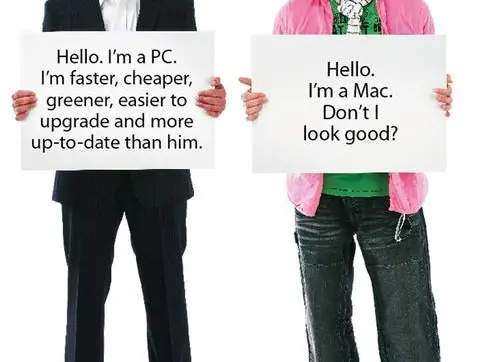 Hello. I'm a PC.
I'm faster, cheaper,
greener, easier to
upgrade and more
up-to-date than him.
Hello.
I'm a Mac.
Don't I
look good?